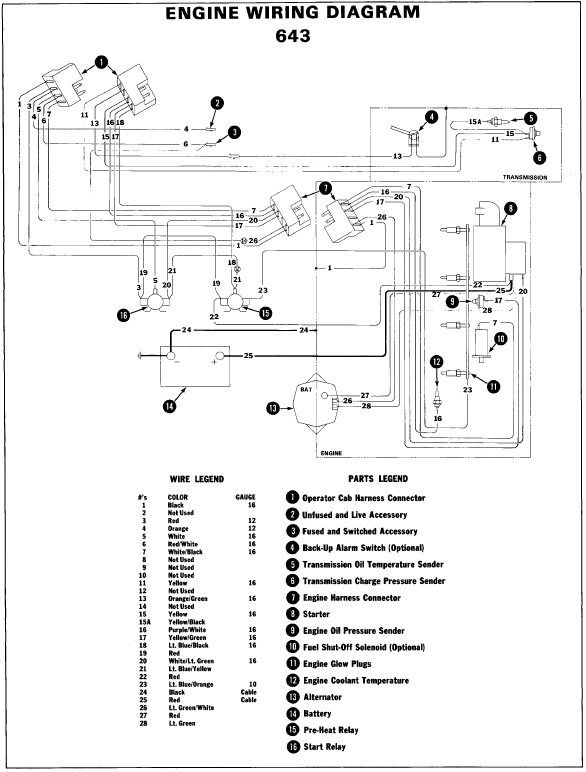 ENGINE WIRING DIAGRAM
643
1
2
3
4
5
6
7
8
9
10
11
12
13
14
15
16
1
3
4
5
6
7
11
13
15
16
18
17
4
6
13
15A
15
11
TRANSMISSION
7
16
20
17
26
1
7
16
20
17
26
1
1
19
3
5
20
21
18
21
19
22
23
22
25
27
20
17
28
7
24
24
25
BAT
27
26
28
16
23
ENGINE
WIRE LEGEND
#'s COLOR GAUGE
1 Black 16
2 Not Used
3 Red 12
4 Orange 12
5 White 16
6 Red/White 16
7 White/Black 16
8 Not Used
9 Not Used
10 Not Used
11 Yellow 16
12 Not Used
13 Orange/Green 16
14 Not Used
15 Yellow 16
15A Yellow/Black
16 Purple/White 16
17 Yellow/Green 16
18 Lt. Blue/Black 16
19 Red
20 White/Lt. Green 16
21 Lt. Blue/Yellow
22 Red
23 Lt. Blue/Orange 10
24 Black Cable
25 Red Cable
26 Lt. Green/White
27 Red
28 Lt. Green
PARTS LEGEND
1 Operator Cab Harness Connector
2 Unfused and Live Accessory
3 Fused and Switched Accessory
4 Back-Up Alarm Switch (Optional)
5 Transmission Oil Temperature Sender
6 Transmission Charge Pressure Sender
7 Engine Harness Connector
8 Starter
9 Engine Oil Pressure Sender
10 Fuel Shut-Off Solenoid (Optional)
11 Engine Glow Plugs
12 Engine Coolant Temperature
13 Alternator
14 Battery
15 Pre-Heat Relay
16 Start Relay